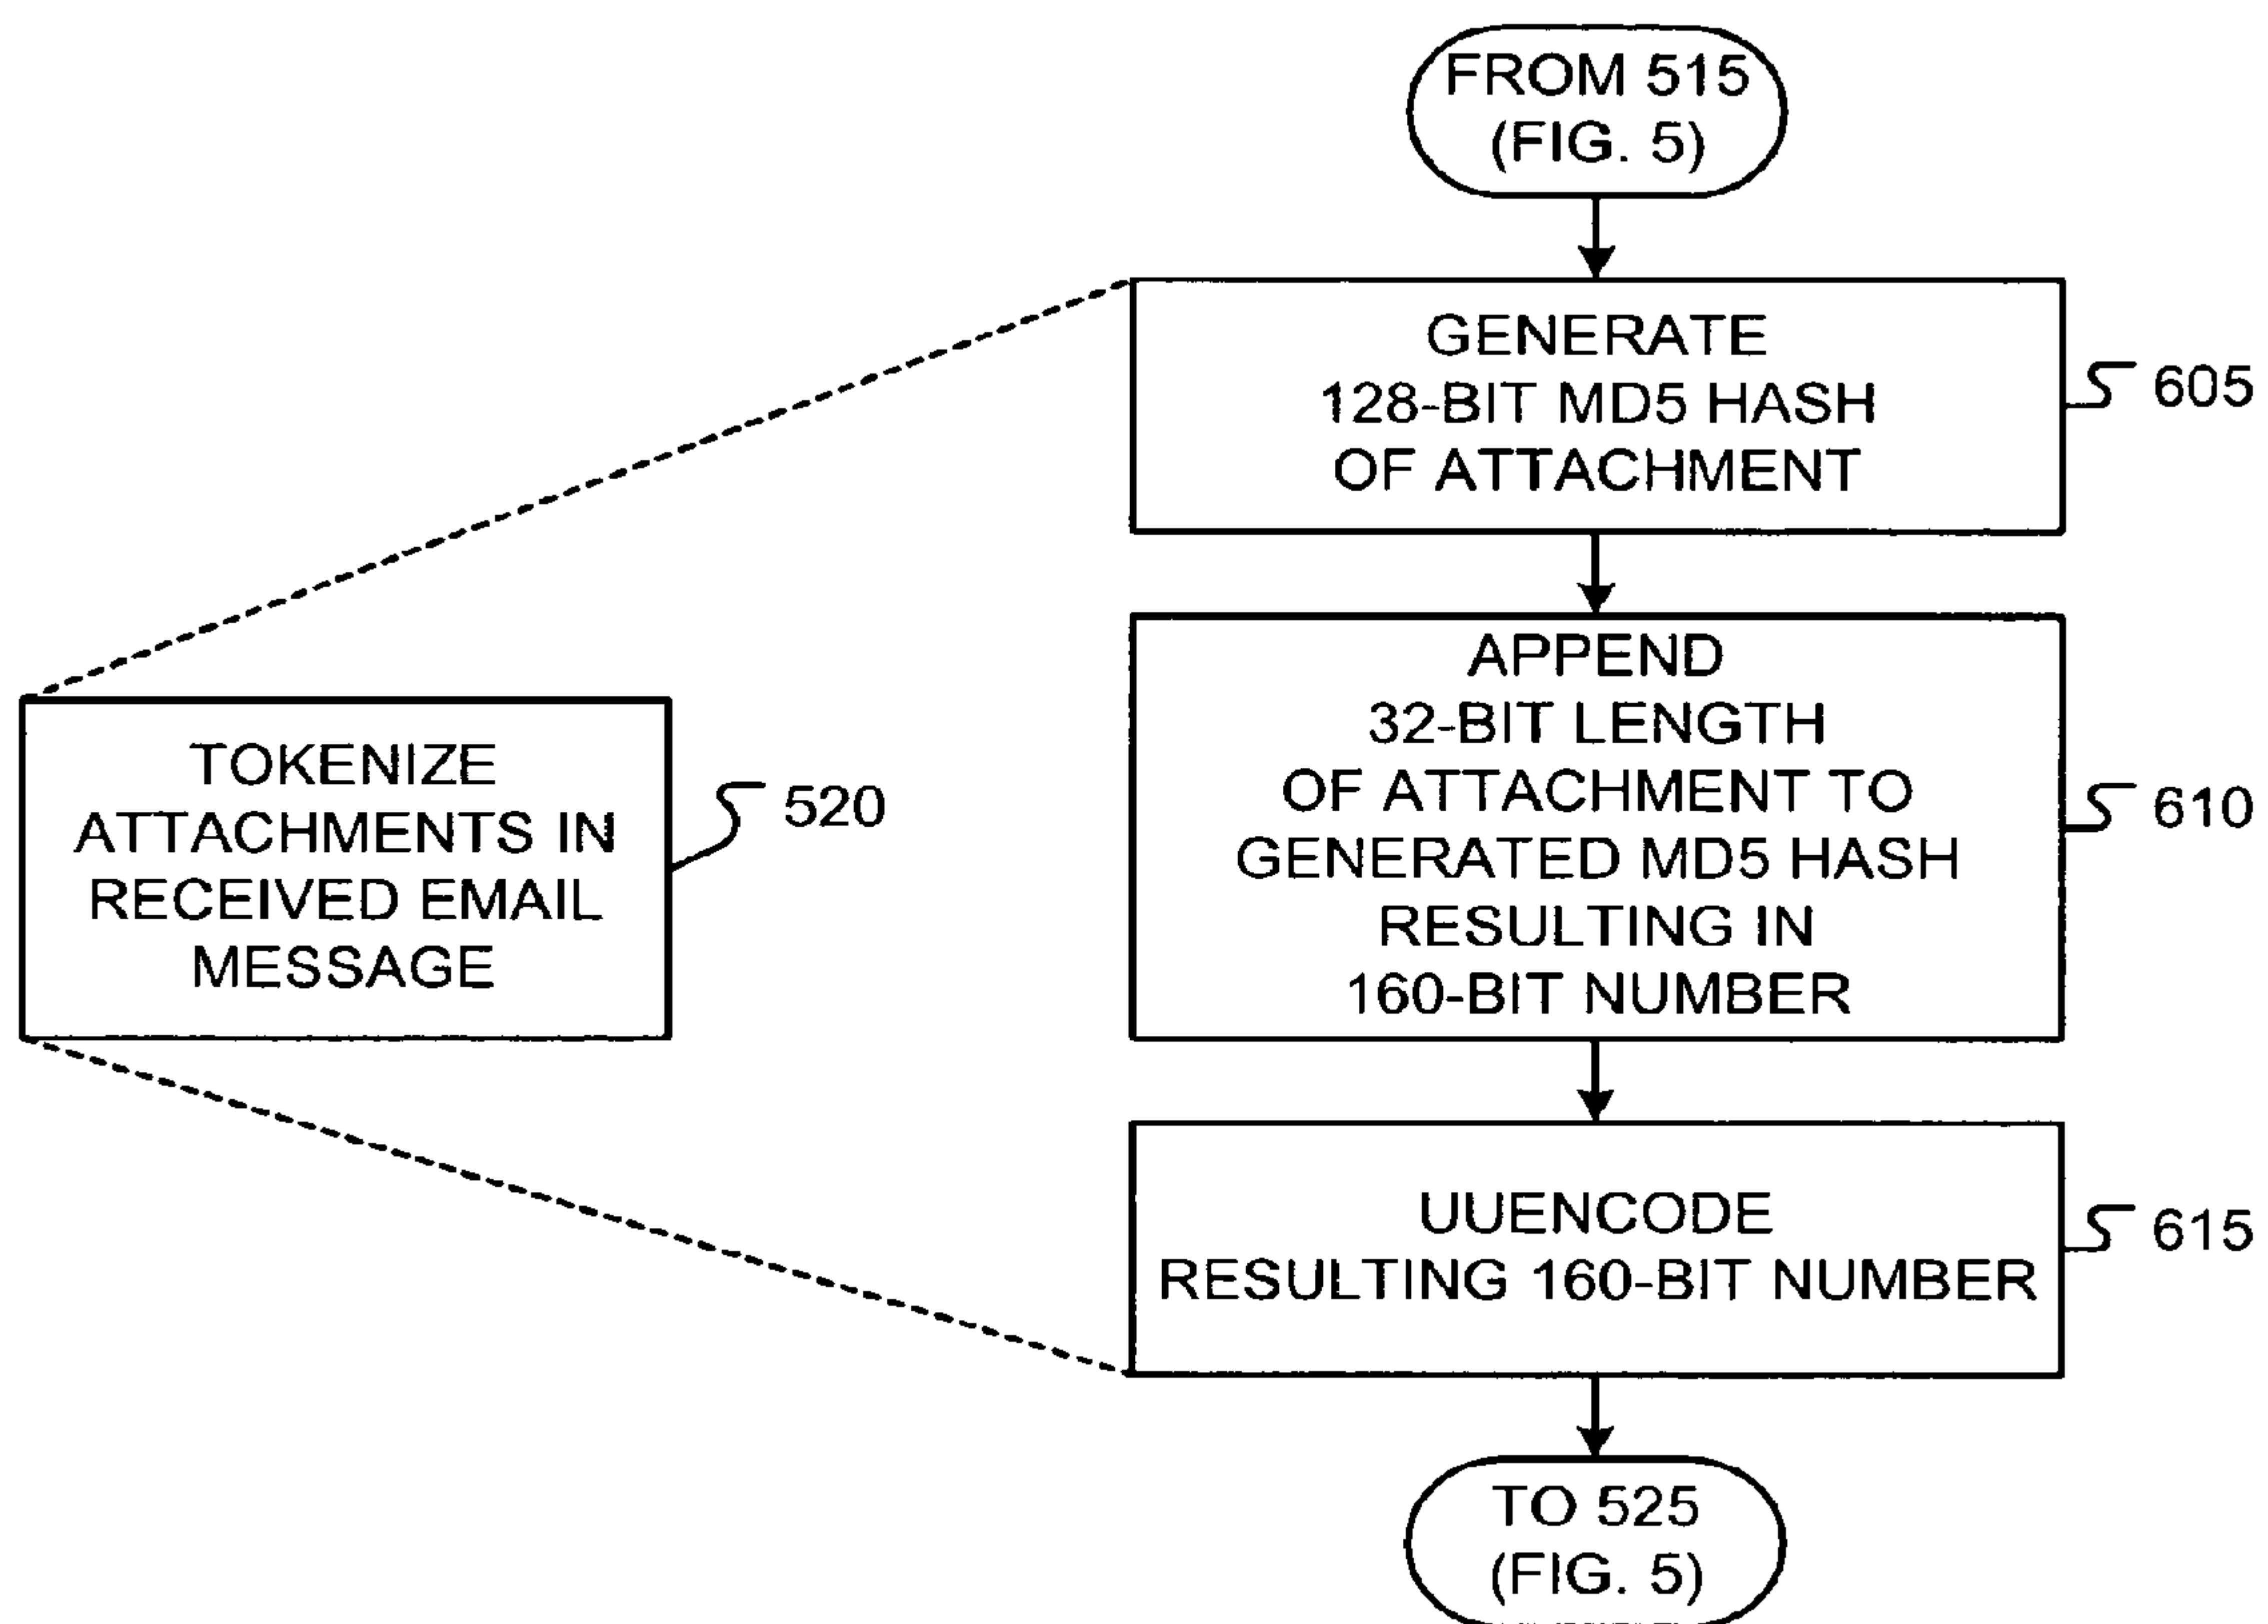 FROM 515
(FIG. 5)
GENERATE
128-BIT MD5 HASH
OF ATTACHMENT
605
APPEND
32-BIT LENGTH
OF ATTACHMENT TO
GENERATED MD5 HASH
RESULTING IN
160-BIT NUMBER
610
TOKENIZE
ATTACHMENTS IN
RECEIVED EMAIL
MESSAGE
520
UUENCODE
RESULTING 160-BIT NUMBER
615
TO 525
(FIG. 5)